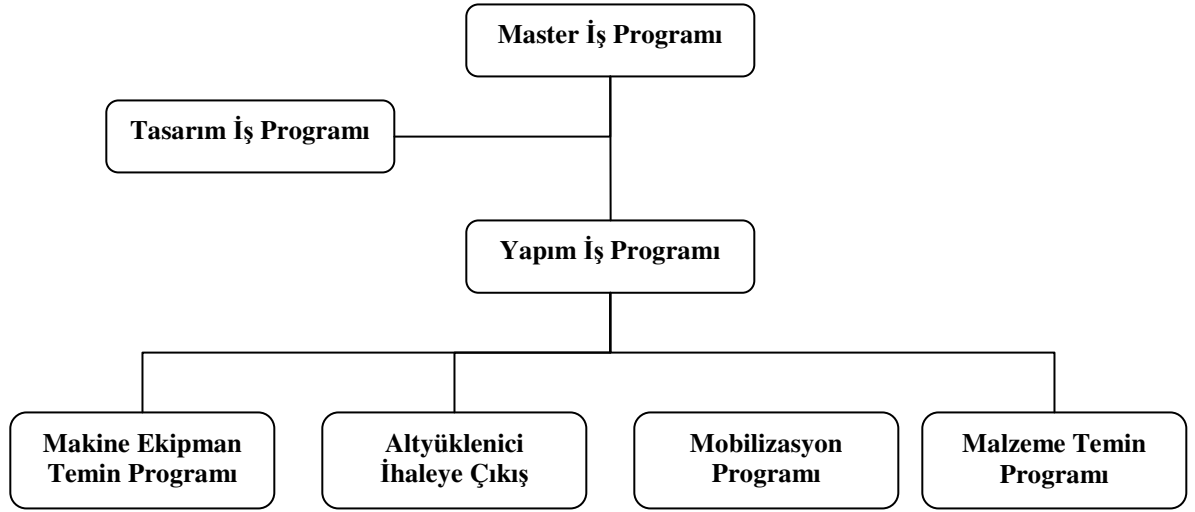 Master İş Programı
Tasarım İş Programı
Yapım İş Programı
Makine Ekipman
Temin Programı
Altyüklenici
İhaleye Çıkış
Mobilizasyon
Programı
Malzeme Temin
Programı